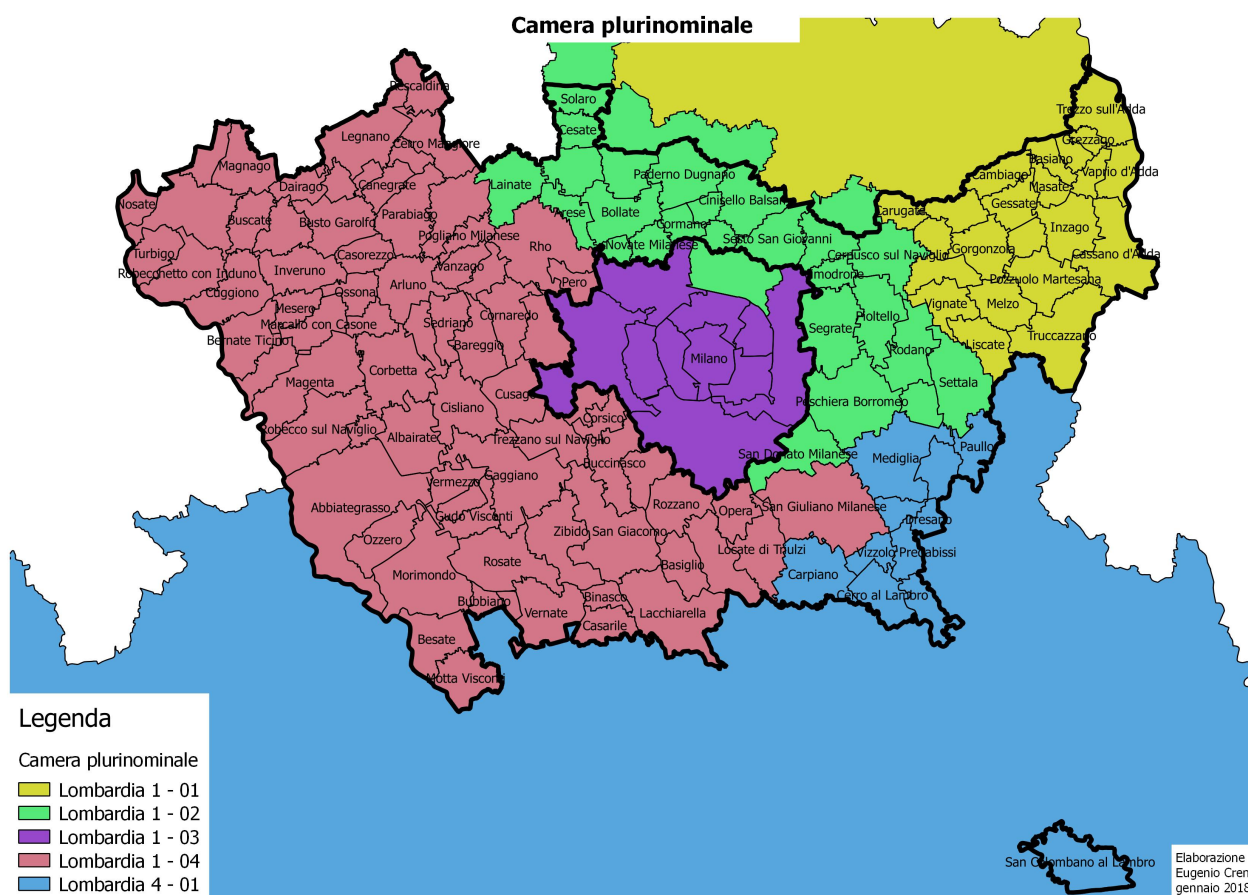 Camera plurinominale
Rescaldina
Solaro
Trezzo sull'Adda
Cesate
Legnano
Cerro Maggiore
Grezzago
Basiano
Magnago
Cambiago
Vaprio d'Adda
Paderno Dugnano
Dairago
Canegrate
Lainate
Masate
Nosate
Cinisello Balsam
Gessate
Buscate
Busto Garolfo
Parabiago
Arese
Bollate
Carugate
Cormano
Inzago
Pogliano Milanese
Rho
Novate Milanese
Sesto San Giovanni
Turbigo
Casorezzo
Cernusco sul Naviglio
Gorgonzola
Cassano d'Adda
Robecchetto con Induno
Inveruno
Vanzago
imodrone
Pozzuolo Martesana
Cuggiono
Ossona
Arluno
Pero
Mesero
Cornaredo
Vignate
Melzo
Marcallo con Casone
Sedriano
Segrate
Pioltello
Bernate Ticino
Bareggio
Truccazzano
Liscate
Rodano
Milano
Corbetta
Magenta
Settala
Cusago
Peschiera Borromeo
Cisliano
Corsico
Robecco sul Naviglio
Albairate
Trezzano sul Naviglio
Paullo
San Donato Milanese
Mediglia
Buccinasco
Gaggiano
Vermezzo
Abbiategrasso
Rozzano
San Giuliano Milanese
Opera
Gudo Visconti
Dresano
Zibido San Giacomo
Ozzero
Locate di Triulzi
Vizzolo Predabissi
Rosate
Basiglio
Morimondo
Carpiano
Cerro al Lambro
Bubbiano
Binasco
Vernate
Lacchiarella
Casarile
Besate
Motta Visconti
Legenda
Camera plurinominale
Lombardia 1 - 01
Lombardia 1 - 02
Lombardia 1 - 03
Lombardia 1 - 04
Lombardia 4 - 01
San Colombano al Lambro
Elaborazione
Eugenio Crem
gennaio 2018